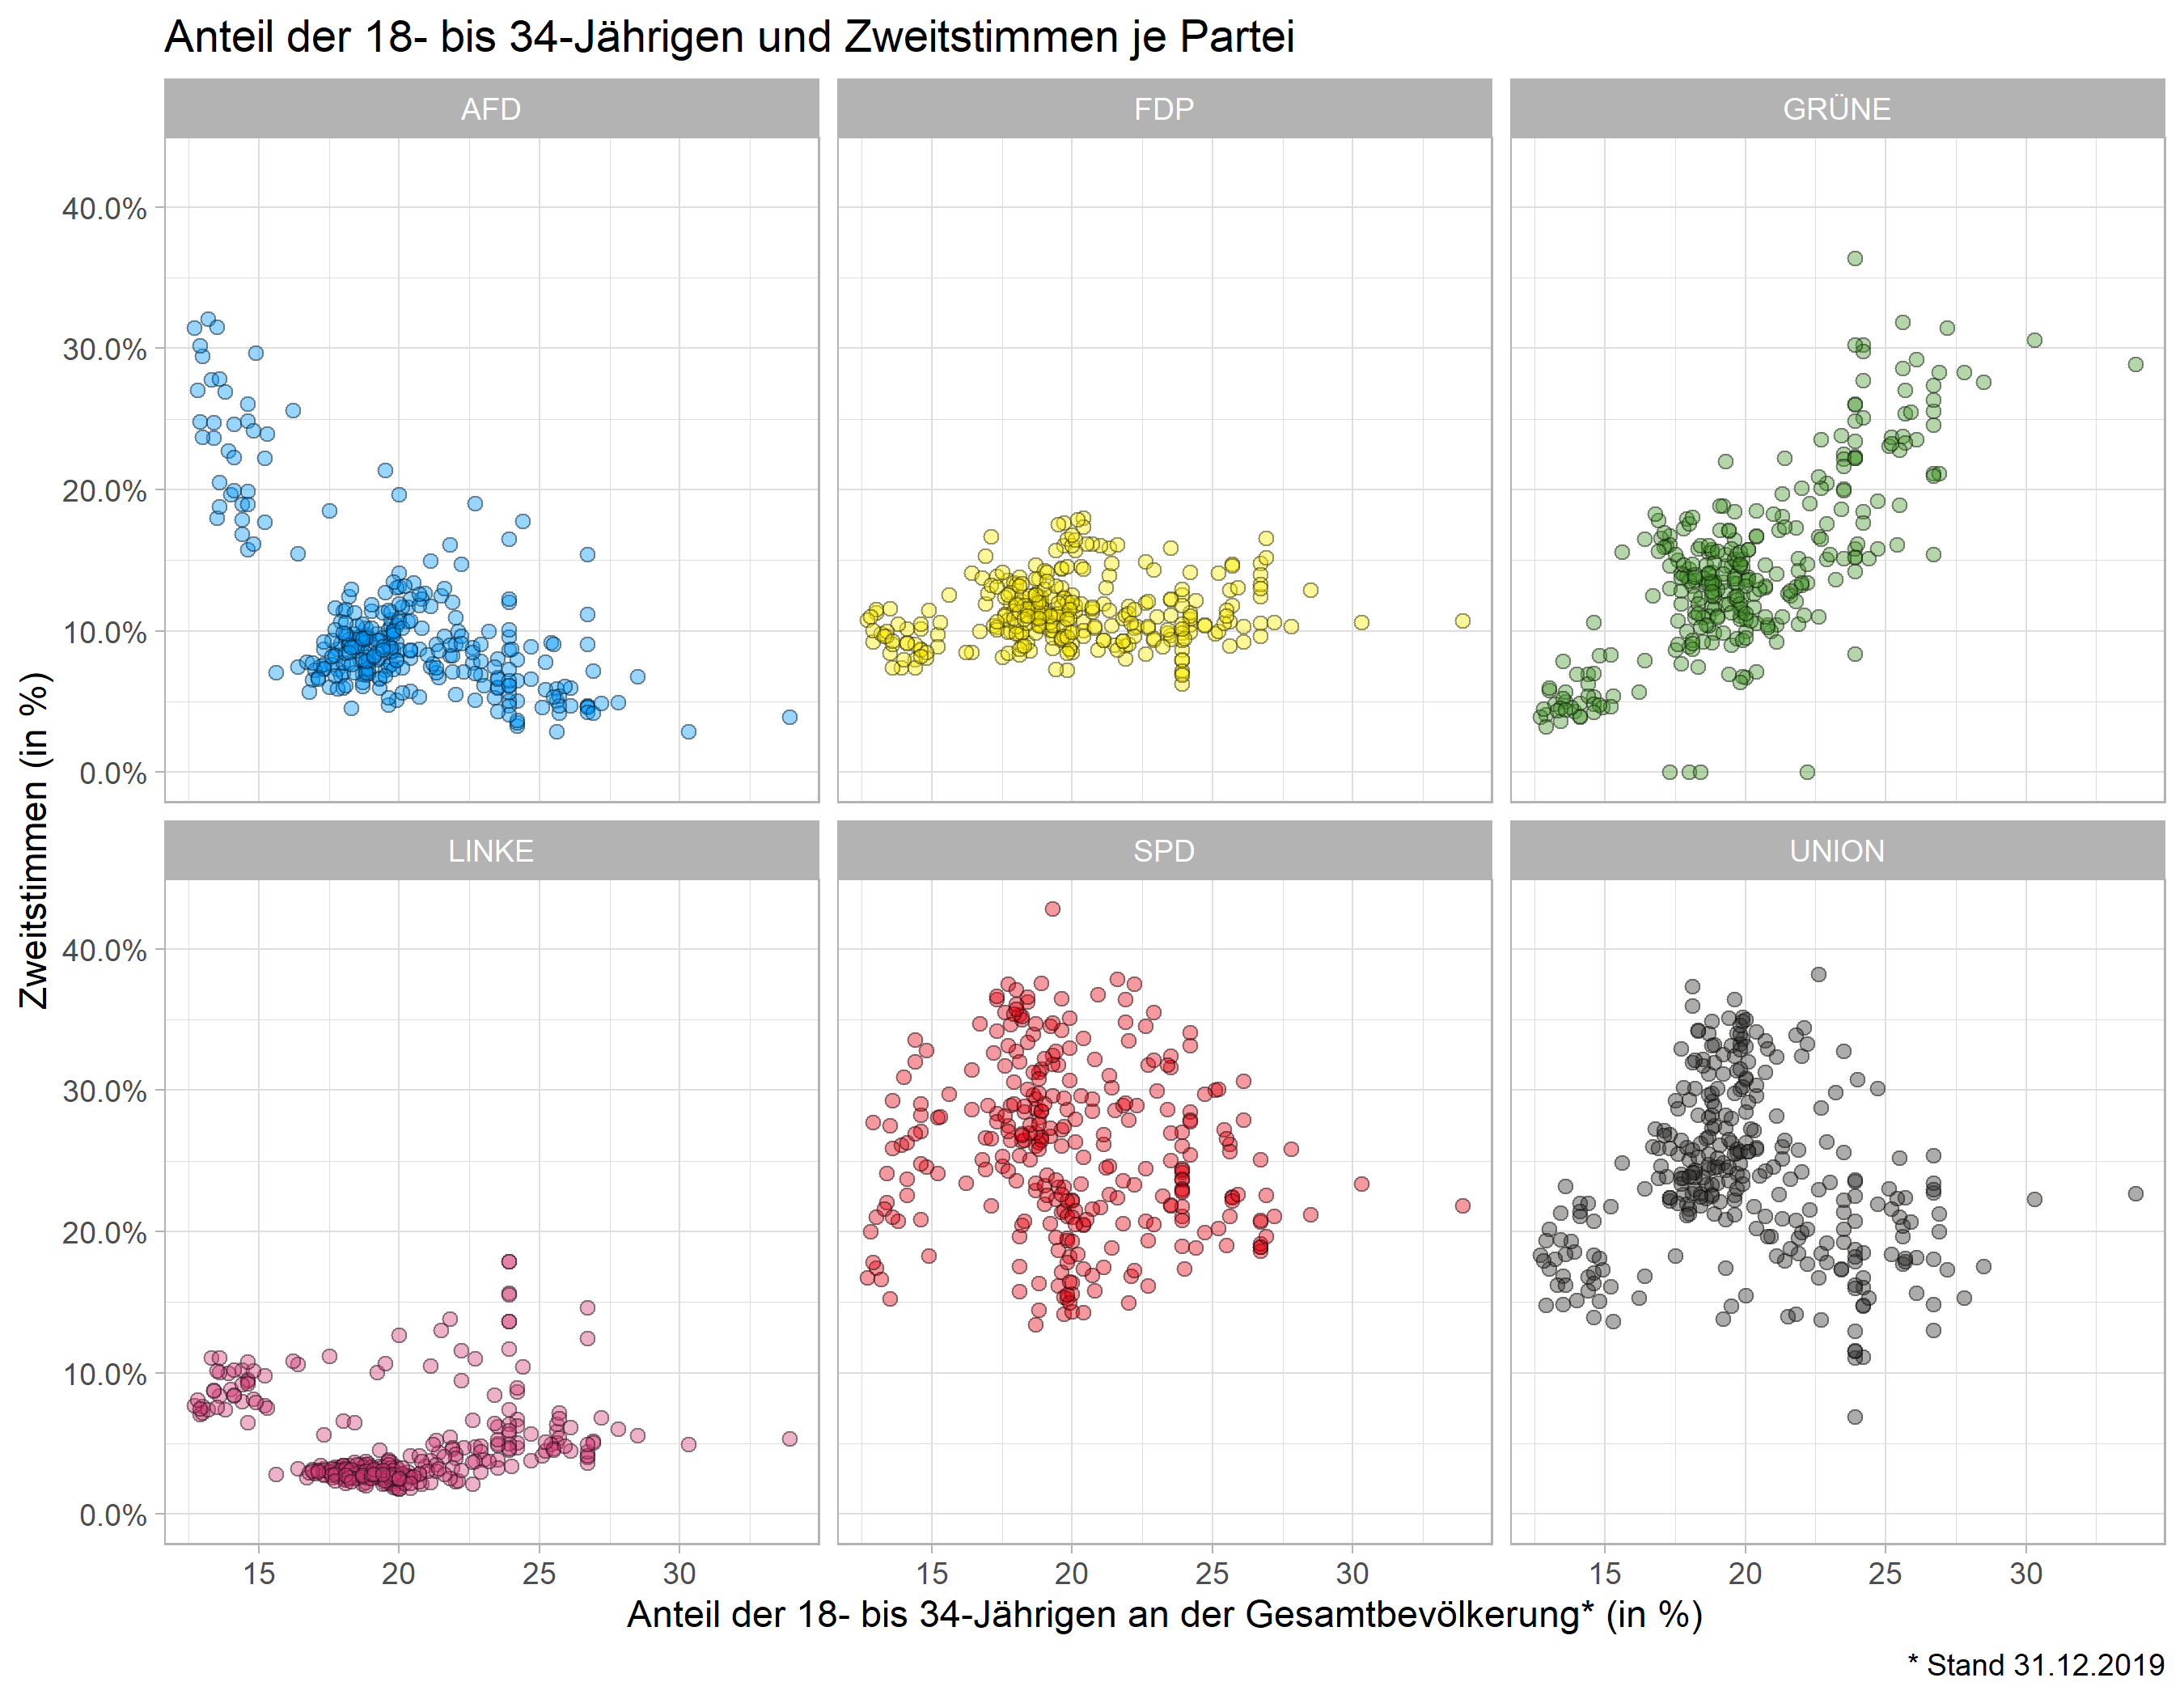 Anteil der 18- bis 34-Jährigen und Zweitstimmen je Partei
AFD
FDP
GRÜNE
40.0%
30.0%
20.0%
10.0%
0.0%
Zweitstimmen (in %)
LINKE
SPD
UNION
40.0%
30.0%
20.0%
10.0%
0.0%
15 20 25 30
15 20 25 30
15 20 25 30
Anteil der 18- bis 34-Jährigen an der Gesamtbevölkerung* (in %)
* Stand 31.12.2019